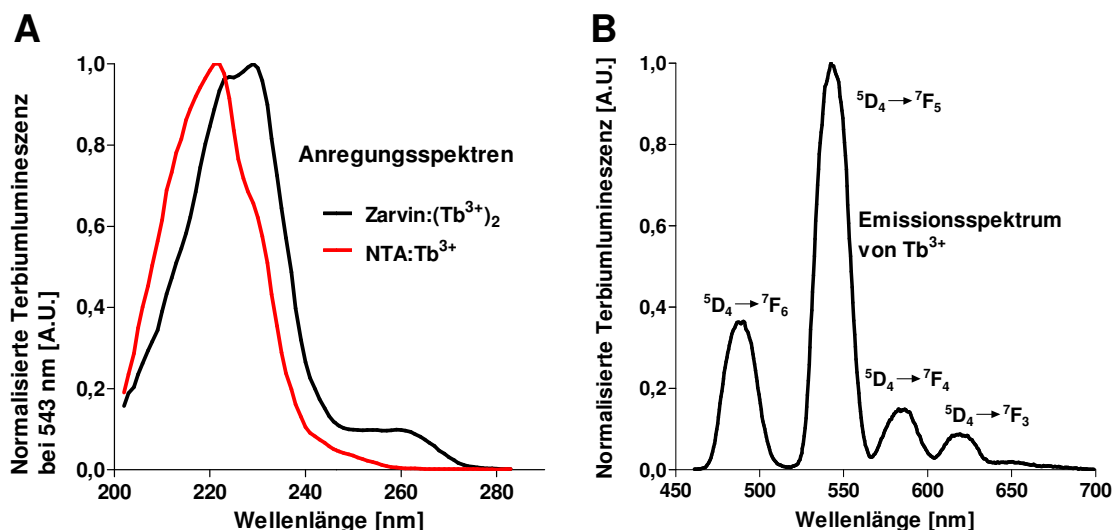 A
Normalisierte Terbiumlumineszenz
bei 543 nm [A.U.]
1,0
0,8
0,6
0,4
0,2
0,0
200
220
240
260
280
Wellenlänge [nm]
Anregungsspektren
Zarvin:(Tb³⁺)₂
NTA:Tb³⁺
B
Normalisierte Terbiumlumineszenz [A.U.]
1,0
0,8
0,6
0,4
0,2
0,0
450
500
550
600
650
700
Wellenlänge [nm]
⁵D₄→⁷F₅
Emissionsspektrum
von Tb³⁺
⁵D₄→⁷F₆
⁵D₄→⁷F₄
⁵D₄→⁷F₃